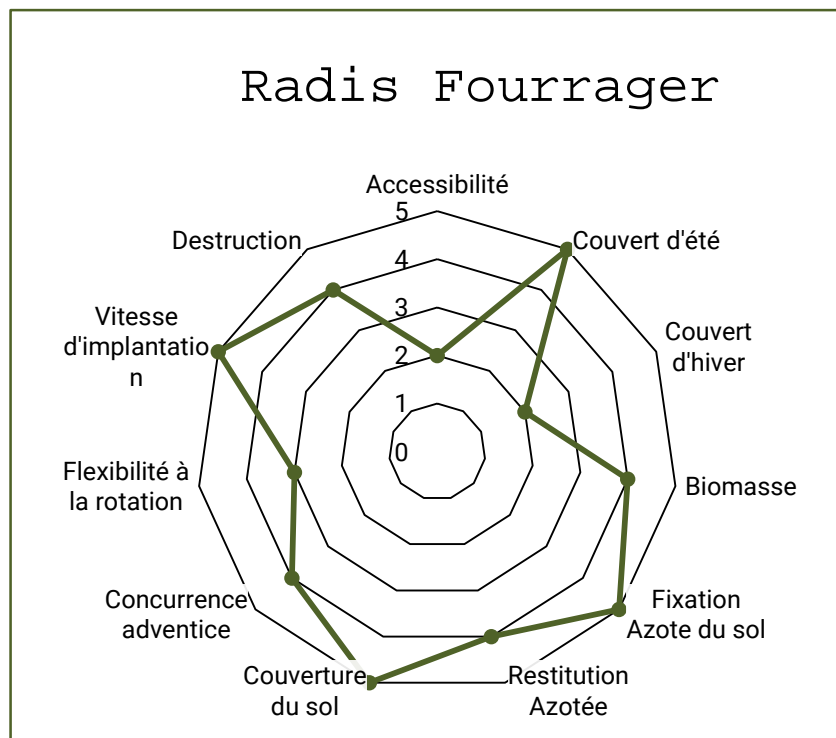 Radis Fourrager
Accessibilité
5
Destruction
Couvert d'été
4
Vitesse
d'implantatio
n
3
Couvert
d'hiver
2
1
0
Flexibilité à
la rotation
Biomasse
Concurrence
adventice
Fixation
Azote du sol
Couverture
du sol
Restitution
Azotée